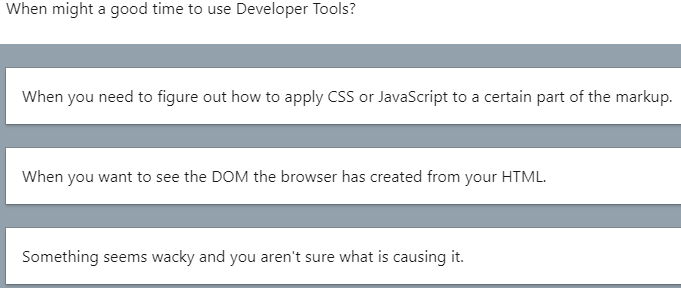 When might a good time to use Developer Tools?
When you need to figure out how to apply CSS or JavaScript to a certain part of the markup.
When you want to see the DOM the browser has created from your HTML.
Something seems wacky and you aren't sure what is causing it.